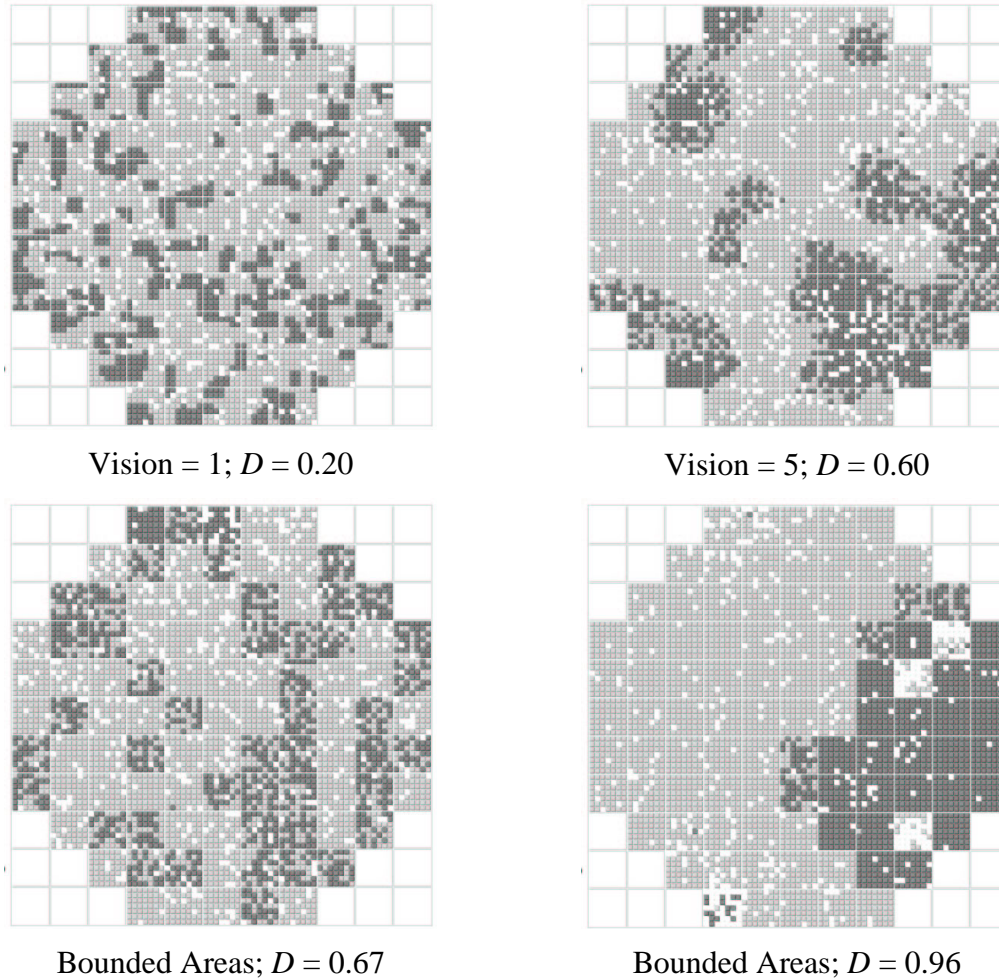 Vision = 1; D = 0.20
Vision = 5; D = 0.60
Bounded Areas; D = 0.67
Bounded Areas; D = 0.96